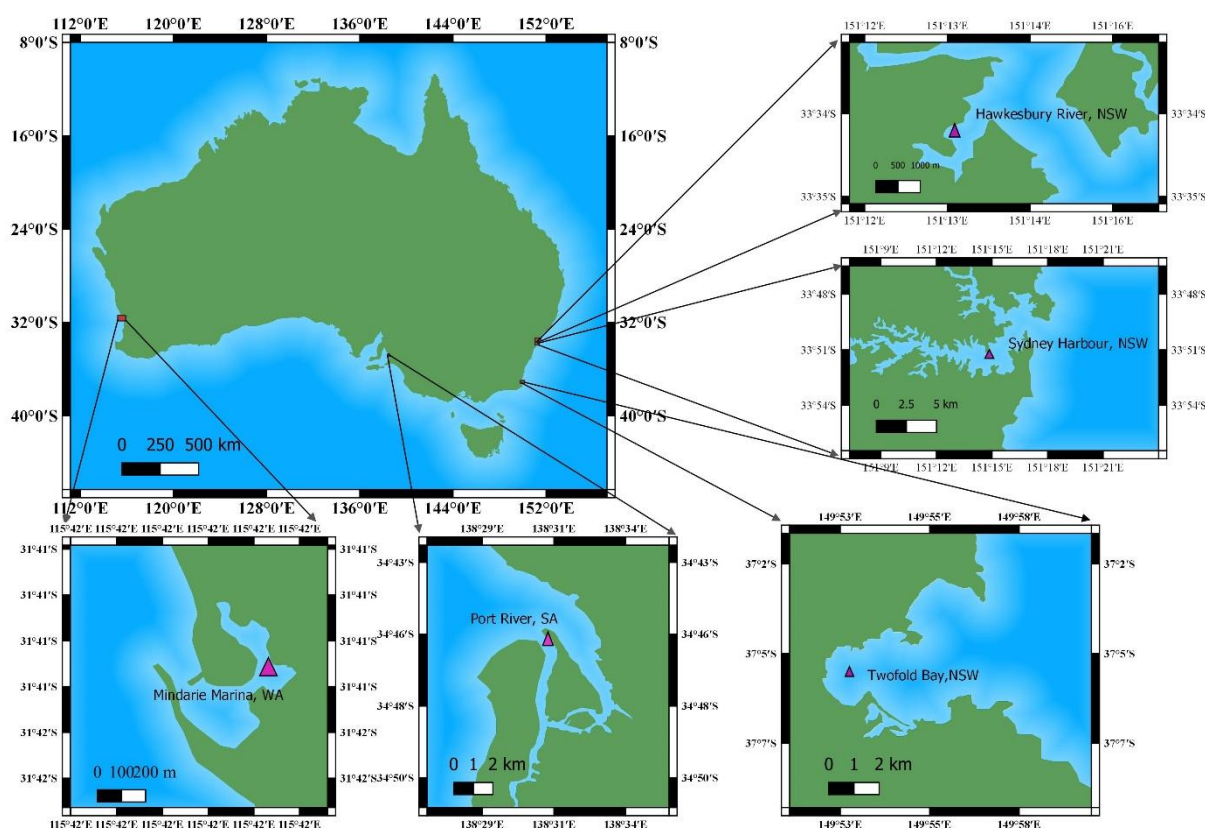 112°0'E 120°0'E 128°0'E 136°0'E 144°0'E 152°0'E
8°0'S 8°0'S
16°0'S 16°0'S
24°0'S 24°0'S
32°0'S 32°0'S
40°0'S 40°0'S
0 250 500 km
112°0'E 120°0'E 128°0'E 136°0'E 144°0'E 152°0'E
151°12'E 151°13'E 151°14'E 151°16'E
33°34'S 33°34'S
Hawkesbury River, NSW
0 500 1000 m
33°35'S 33°35'S
151°12'E 151°13'E 151°14'E 151°16'E
151°9'E 151°12'E 151°15'E 151°18'E 151°21'E
33°48'S 33°48'S
Sydney Harbour, NSW
33°51'S 33°51'S
0 2.5 5 km
33°54'S 33°54'S
151°9'E 151°12'E 151°15'E 151°18'E 151°21'E
115°42'E 115°42'E 115°42'E 115°42'E 115°42'E 115°42'E
31°41'S 31°41'S
31°41'S 31°41'S
31°41'S 31°41'S
31°41'S 31°41'S
Mindarie Marina, WA
31°42'S 31°42'S
0 100200 m
31°42'S 31°42'S
115°42'E 115°42'E 115°42'E 115°42'E 115°42'E 115°42'E
138°29'E 138°31'E 138°34'E
34°43'S 34°43'S
Port River, SA
34°46'S 34°46'S
34°48'S 34°48'S
0 1 2 km
34°50'S 34°50'S
138°29'E 138°31'E 138°34'E
149°53'E 149°55'E 149°58'E
37°2'S 37°2'S
37°5'S 37°5'S
Twofold Bay,NSW
37°7'S 37°7'S
0 1 2 km
149°53'E 149°55'E 149°58'E